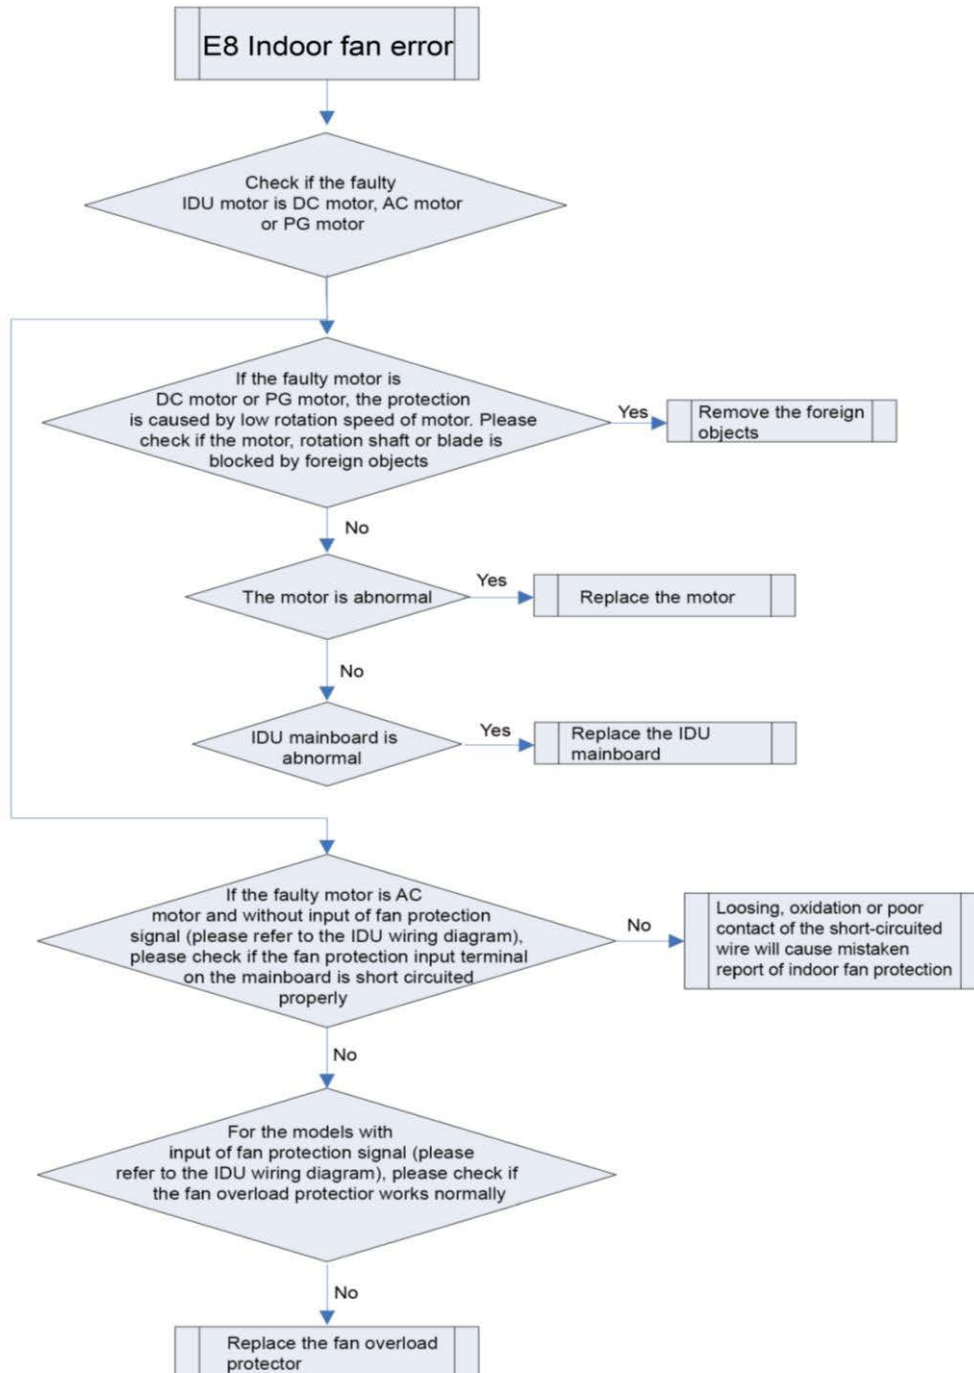 E8 Indoor fan error
Check if the faulty
IDU motor is DC motor, AC motor
or PG motor
If the faulty motor is
DC motor or PG motor, the protection
is caused by low rotation speed of motor. Please
check if the motor, rotation shaft or blade is
blocked by foreign objects
Yes
Remove the foreign
objects
No
The motor is abnormal
Yes
Replace the motor
No
IDU mainboard is
abnormal
Yes
Replace the IDU
mainboard
If the faulty motor is AC
motor and without input of fan protection
signal (please refer to the IDU wiring diagram),
please check if the fan protection input terminal
on the mainboard is short circuited
properly
No
Loosing, oxidation or poor
contact of the short-circuited
wire will cause mistaken
report of indoor fan protection
No
For the models with
input of fan protection signal (please
refer to the IDU wiring diagram), please check if
the fan overload protectior works normally
No
Replace the fan overload
protector